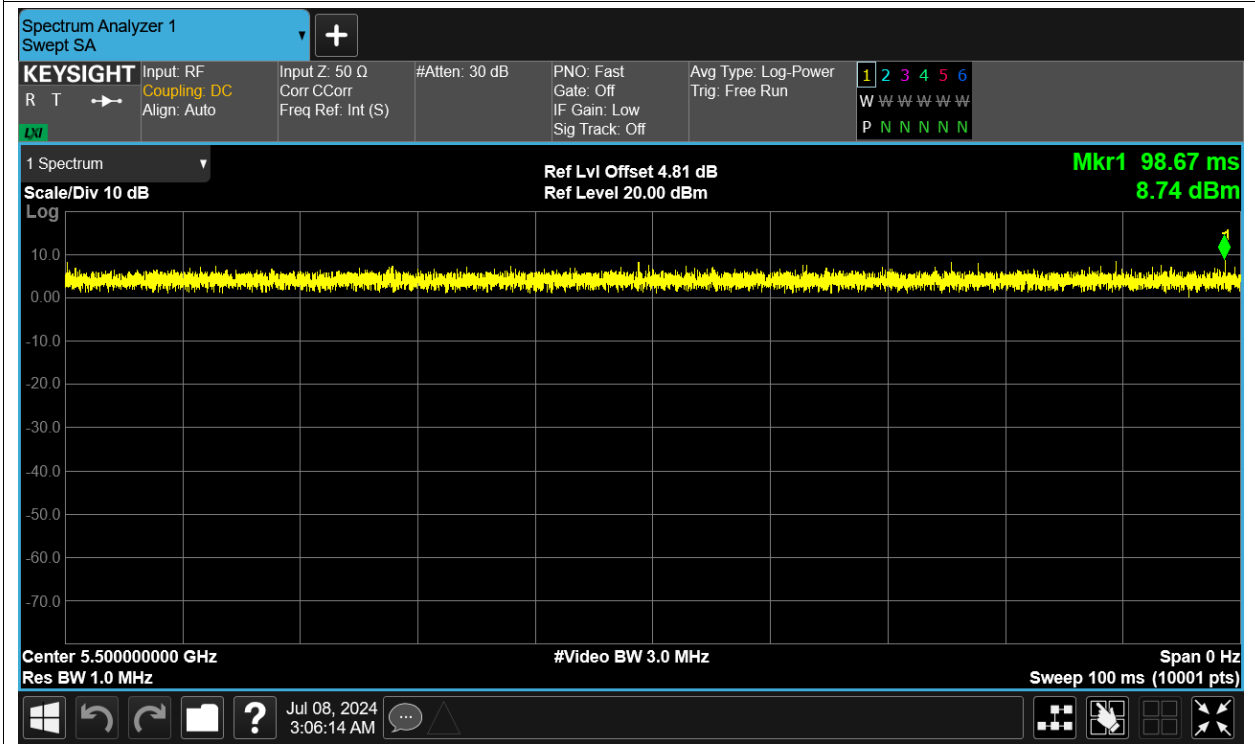 Spectrum Analyzer 1
Swept SA
KEYSIGHT
R T
LXI
Input: RF
Coupling: DC
Align: Auto
Input Z: 50 Ω
Corr CCorr
Freq Ref: Int (S)
#Atten: 30 dB
PNO: Fast
Gate: Off
IF Gain: Low
Sig Track: Off
Avg Type: Log-Power
Trig: Free Run
1 2 3 4 5 6
W W W W W W
P N N N N N
1 Spectrum
Scale/Div 10 dB
Log
Ref Lvl Offset 4.81 dB
Ref Level 20.00 dBm
Mkr1 98.67 ms
8.74 dBm
1
10.0
0.00
-10.0
-20.0
-30.0
-40.0
-50.0
-60.0
-70.0
Center 5.500000000 GHz
Res BW 1.0 MHz
#Video BW 3.0 MHz
Span 0 Hz
Sweep 100 ms (10001 pts)
?
Jul 08, 2024
3:06:14 AM